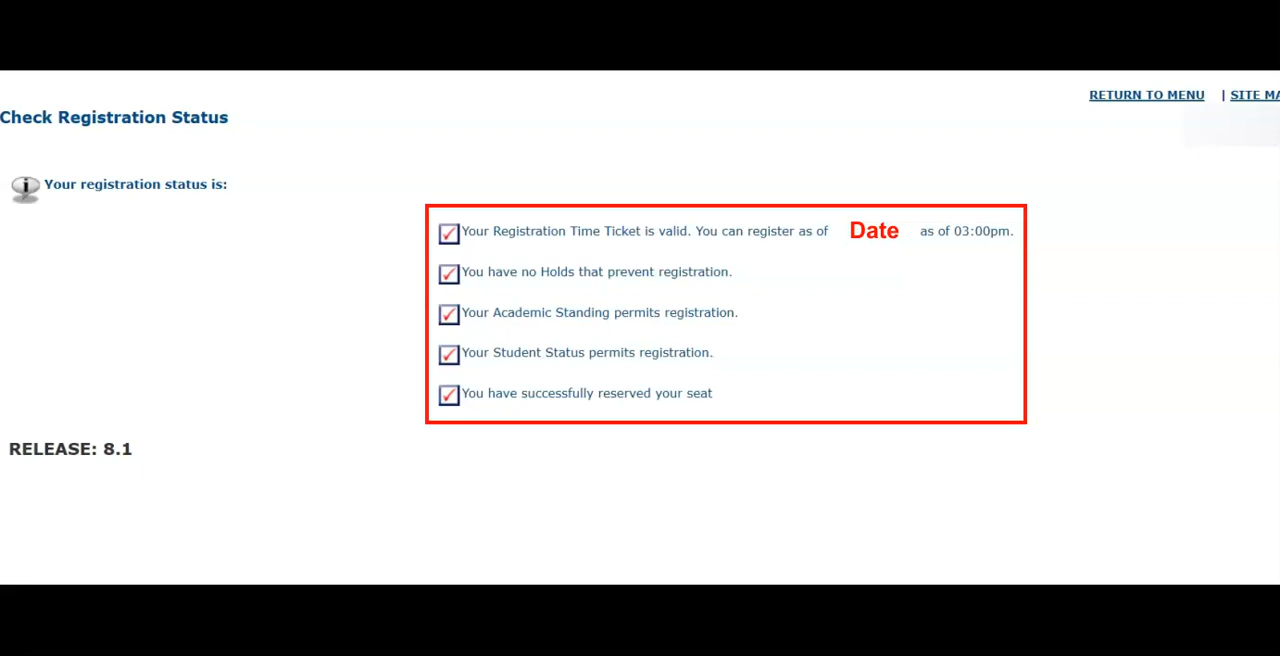 RETURN TO MENU | SITE MA
Check Registration Status
Your registration status is:
Your Registration Time Ticket is valid. You can register as of Date as of 03:00pm.
You have no Holds that prevent registration.
Your Academic Standing permits registration.
Your Student Status permits registration.
You have successfully reserved your seat
RELEASE: 8.1